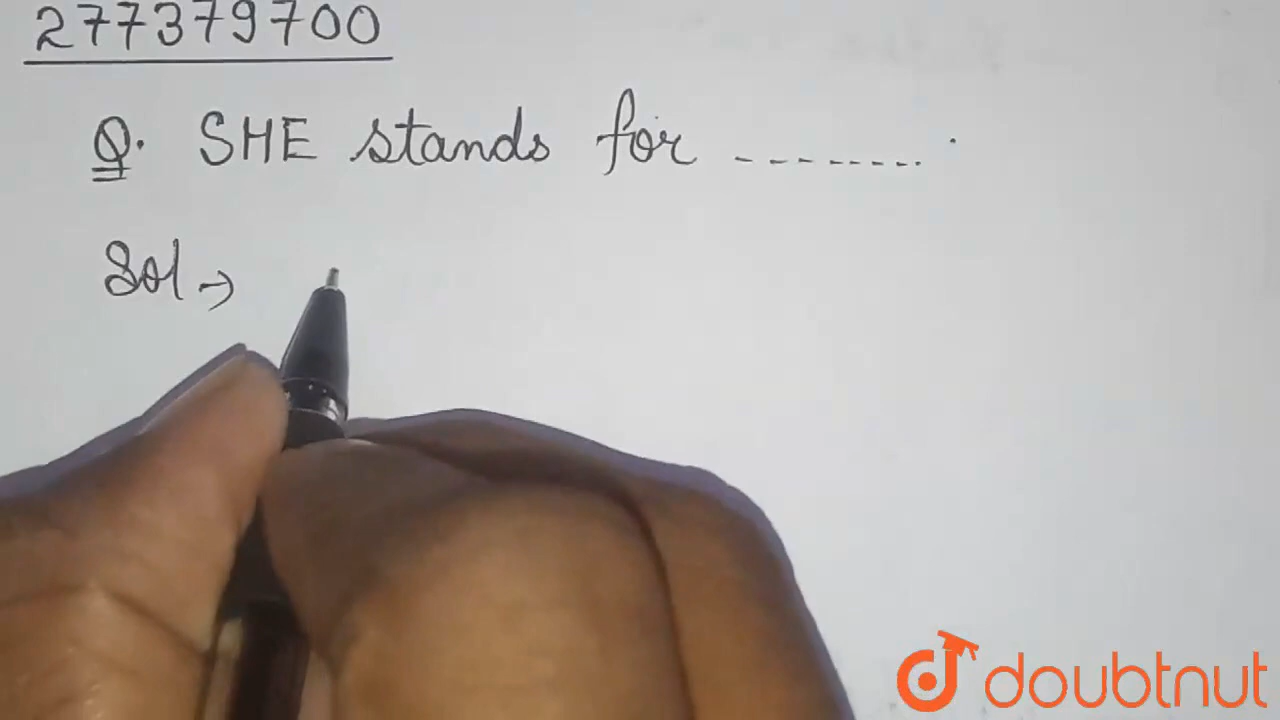 277379700
Q. SHE stands for --------.
Sol →
doubtnut